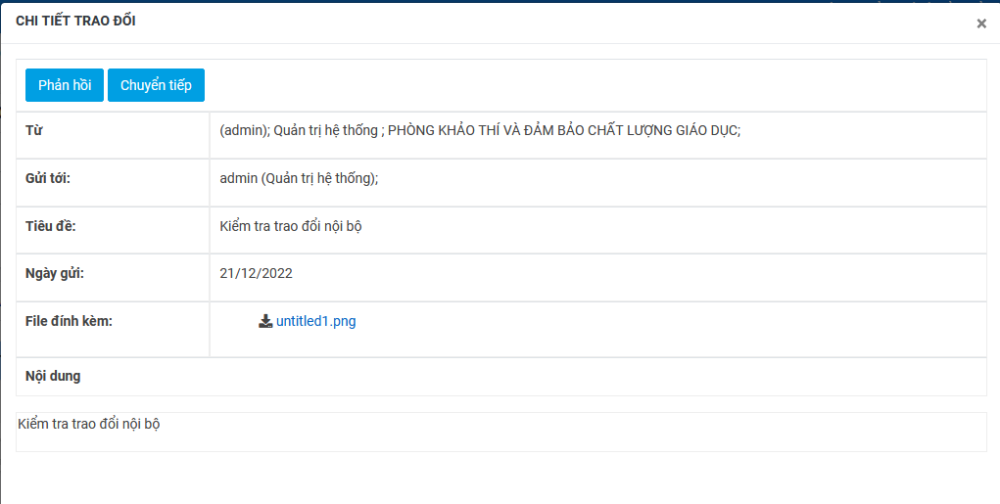 CHI TIẾT TRAO ĐỔI
×
Phản hồi Chuyển tiếp
Từ (admin); Quản trị hệ thống ; PHÒNG KHẢO THÍ VÀ ĐẢM BẢO CHẤT LƯỢNG GIÁO DỤC;
Gửi tới: admin (Quản trị hệ thống);
Tiêu đề: Kiểm tra trao đổi nội bộ
Ngày gửi: 21/12/2022
File đính kèm: untitled1.png
Nội dung
Kiểm tra trao đổi nội bộ